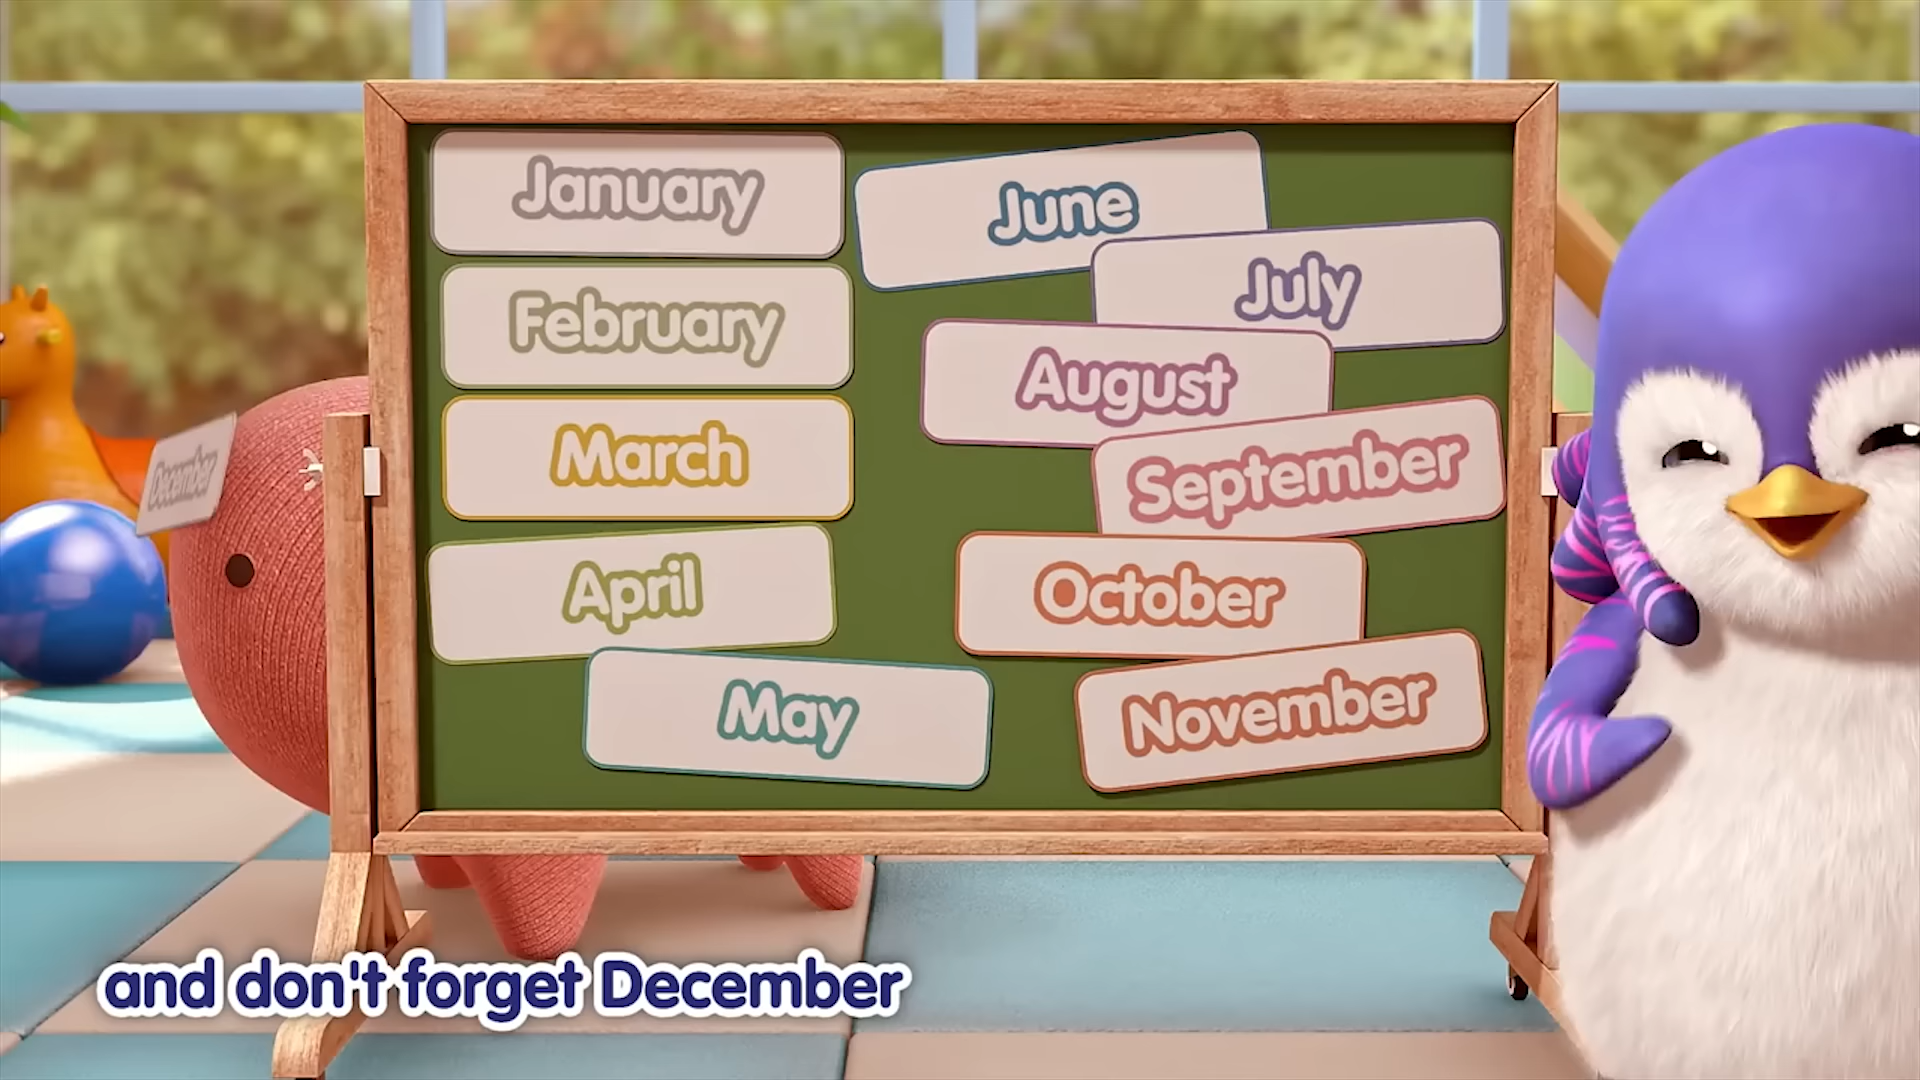 January
February
March
April
May
June
July
August
September
October
November
December
and don't forget December